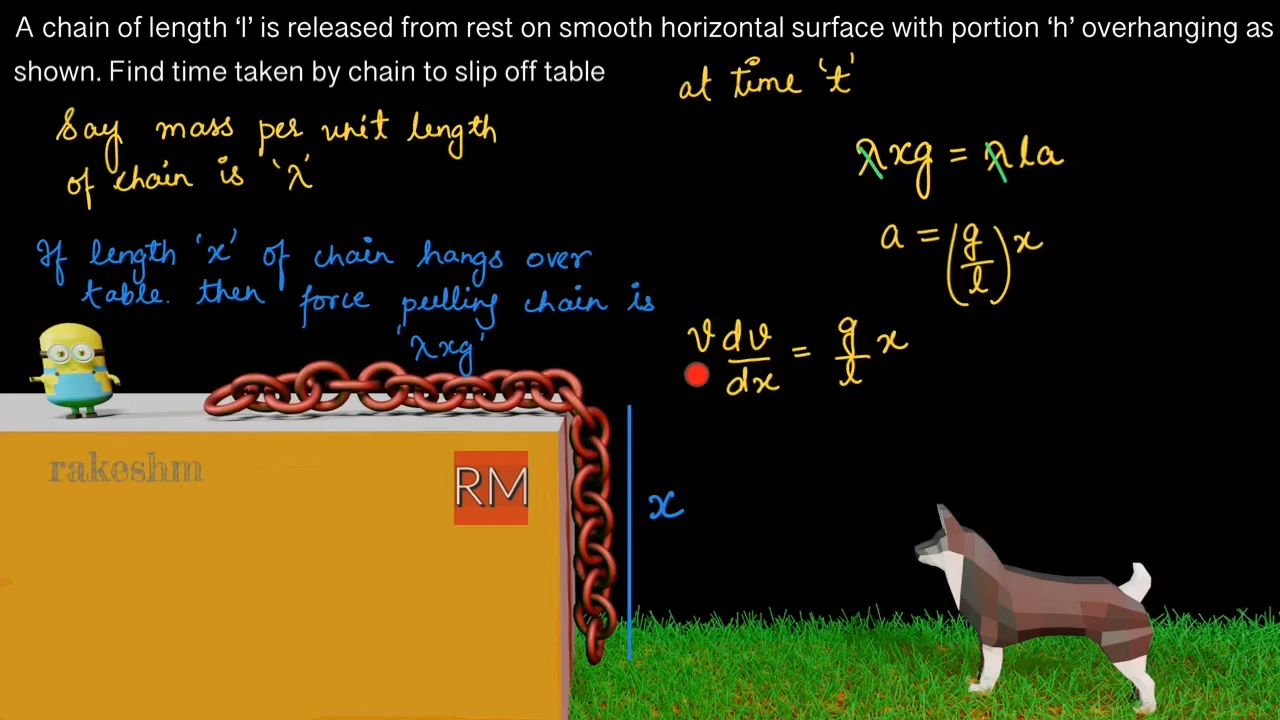 A chain of length ‘l’ is released from rest on smooth horizontal surface with portion ‘h’ overhanging as
shown. Find time taken by chain to slip off table
Say mass per unit length
of chain is ‘λ’
If length ‘x’ of chain hangs over
table. then force pulling chain is
‘λxg’
at time ‘t’
λxg = λla
a = (g/l)x
v dv/dx = g/l x
x
rakeshm
RM